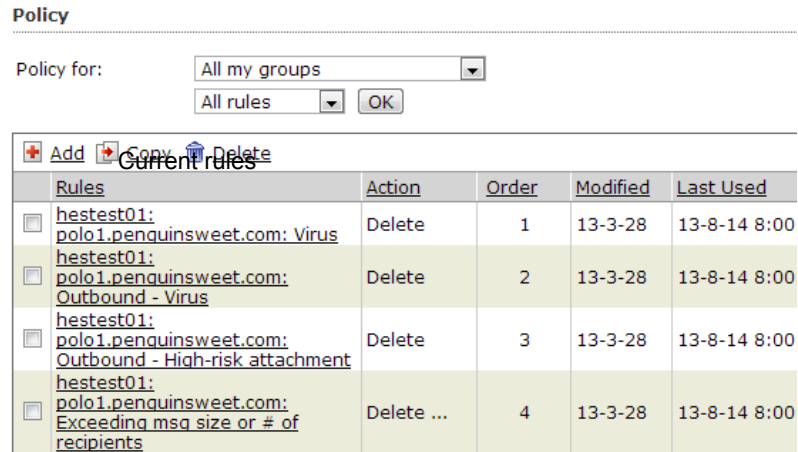 Policy
Policy for:
All my groups
All rules
OK
Add Copy Delete
Current rules
Rules Action Order Modified Last Used
hestest01:
polo1.penguinsweet.com: Virus Delete 1 13-3-28 13-8-14 8:00
hestest01:
polo1.penguinsweet.com:
Outbound - Virus Delete 2 13-3-28 13-8-14 8:00
hestest01:
polo1.penguinsweet.com:
Outbound - High-risk attachment Delete 3 13-3-28 13-8-14 8:00
hestest01:
polo1.penguinsweet.com:
Exceeding msg size or # of
recipients Delete ... 4 13-3-28 13-8-14 8:00